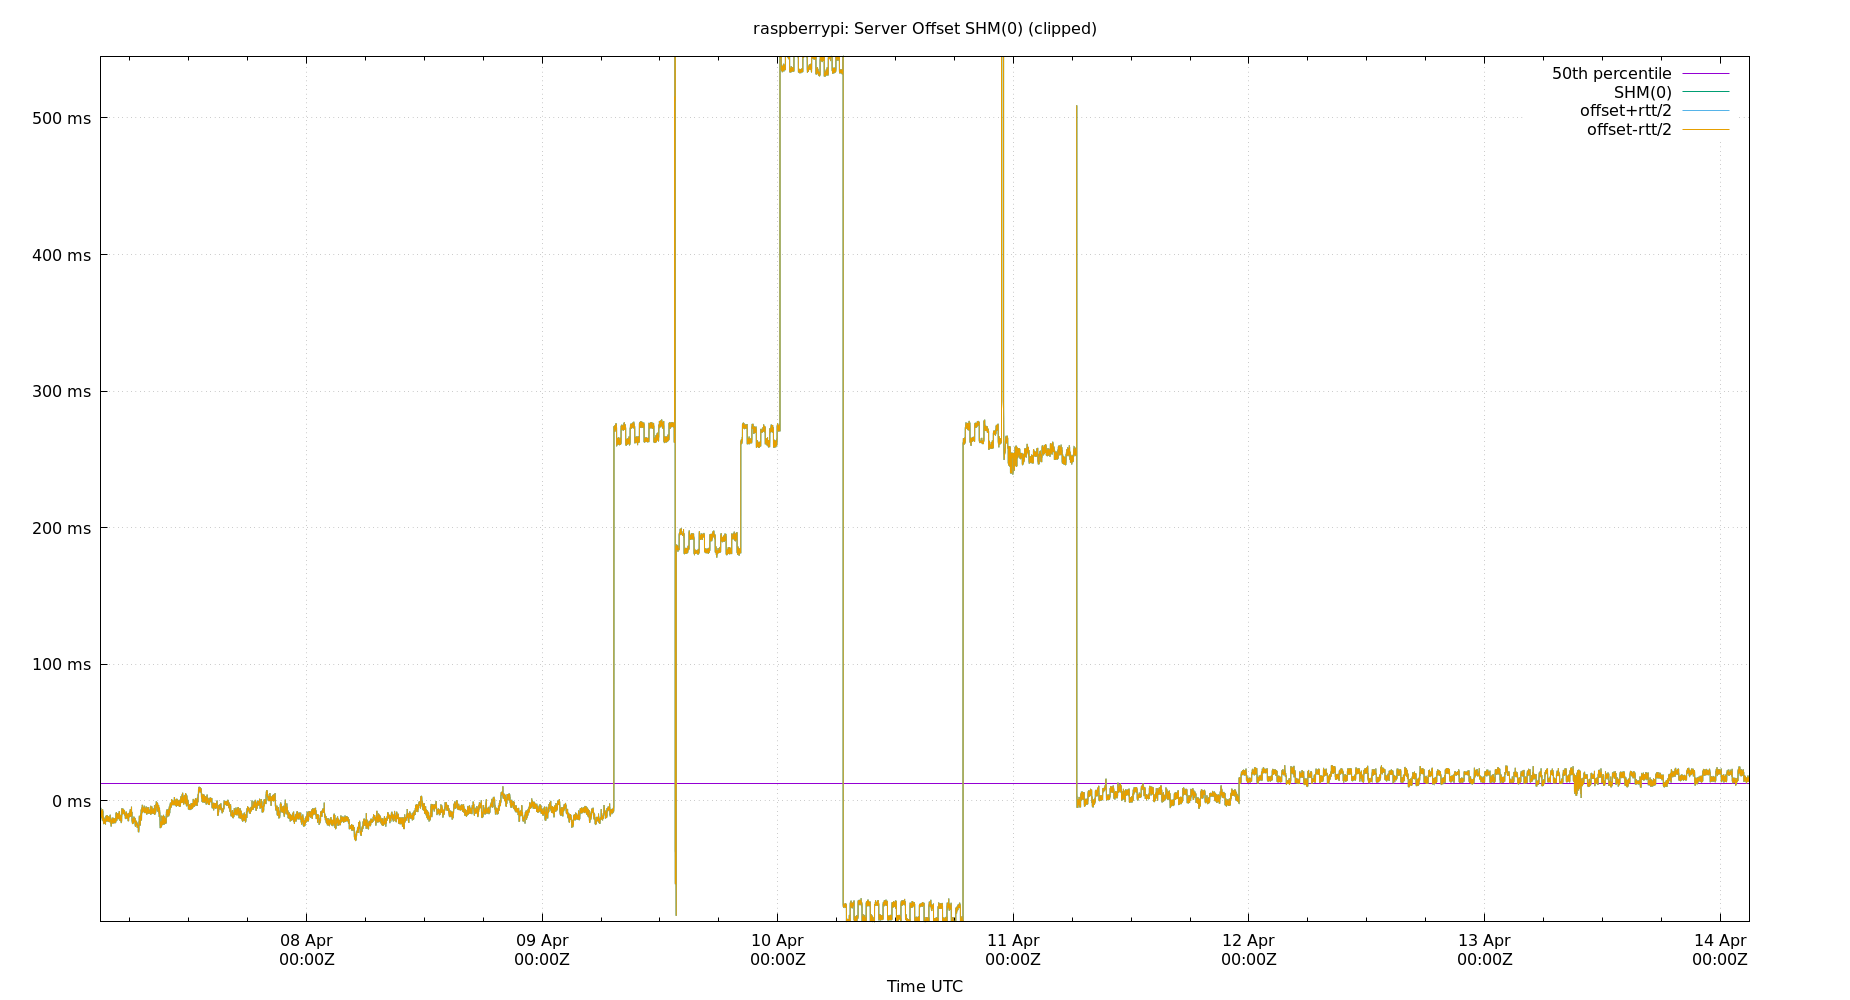 raspberrypi: Server Offset SHM(0) (clipped)
50th percentile
SHM(0)
offset+rtt/2
offset-rtt/2
500 ms
400 ms
300 ms
200 ms
100 ms
0 ms
08 Apr 09 Apr 10 Apr 11 Apr 12 Apr 13 Apr 14 Apr
00:00Z 00:00Z 00:00Z 00:00Z 00:00Z 00:00Z 00:00Z
Time UTC